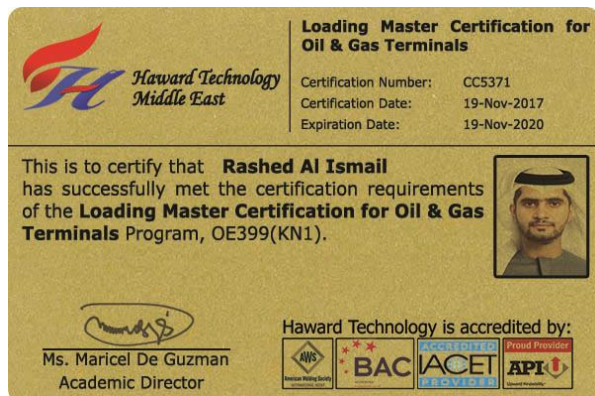 Haward Technology
Middle East
Loading Master Certification for
Oil & Gas Terminals
Certification Number: CC5371
Certification Date: 19-Nov-2017
Expiration Date: 19-Nov-2020
This is to certify that Rashed Al Ismail
has successfully met the certification requirements
of the Loading Master Certification for Oil & Gas
Terminals Program, OE399(KN1).
Ms. Maricel De Guzman
Academic Director
Haward Technology is accredited by:
AWS
American Welding Society
BAC
ACCREDITED
IACET
PROVIDER
Proud Provider
API